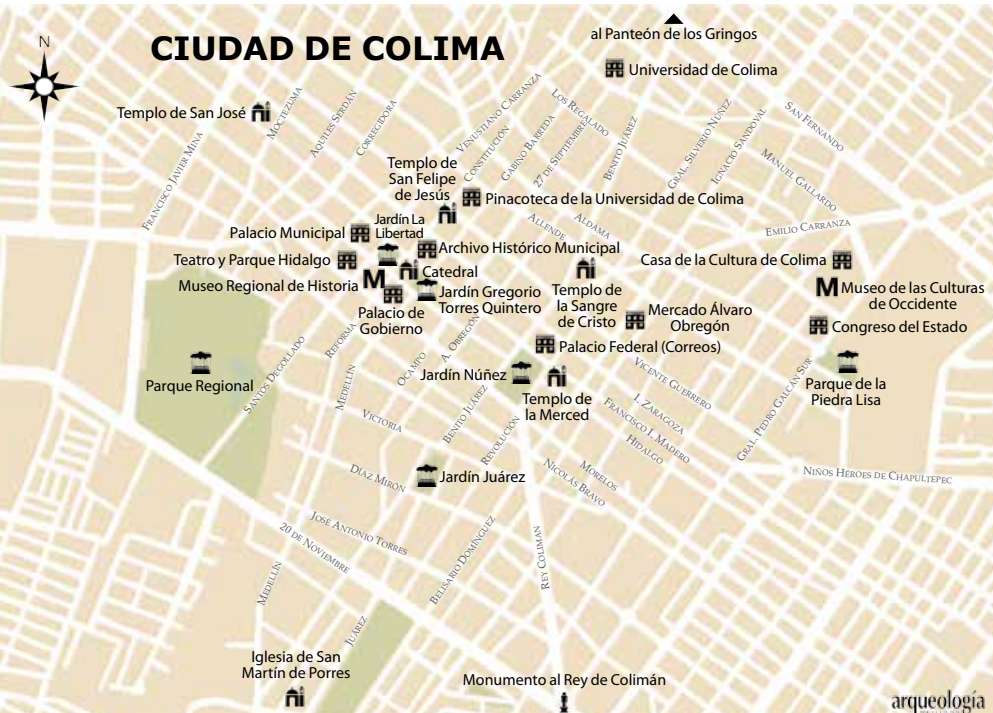 CIUDAD DE COLIMA
N
al Panteón de los Gringos
Universidad de Colima
Templo de San José
FRANCISCO JAVIER MINA
MOCTEZUMA
AQUILES SERDÁN
CORREGIDORA
VENUSTIANO CARRANZA
CONSTITUCIÓN
GABINO BARREDA
LOS REGALADO
27 DE SEPTIEMBRE
BENITO JUÁREZ
GRAL. SILVERIO NÚÑEZ
IGNACIO SANDOVAL
SAN FERNANDO
MANUEL GALLARDO
EMILIO CARRANZA
Templo de
San Felipe
de Jesús
Pinacoteca de la Universidad de Colima
ALLENDE
ALDAMA
Palacio Municipal
Jardín La
Libertad
Archivo Histórico Municipal
Teatro y Parque Hidalgo
Catedral
Casa de la Cultura de Colima
Museo Regional de Historia
M
Jardín Gregorio
Torres Quintero
Palacio de
Gobierno
Templo de
la Sangre
de Cristo
Mercado Álvaro
Obregón
M
Museo de las Culturas
de Occidente
Congreso del Estado
Palacio Federal (Correos)
Parque Regional
SANTOS DEGOLLADO
REFORMA
MEDELLÍN
OCAMPO
A. OBREGÓN
Jardín Núñez
Templo de
la Merced
VICENTE GUERRERO
I. ZARAGOZA
FRANCISCO I. MADERO
HIDALGO
GRAL. PEDRO GALCÁN SUR
Parque de la
Piedra Lisa
VICTORIA
BENITO JUÁREZ
REVOLUCIÓN
MORELOS
NICOLÁS BRAVO
NIÑOS HÉROES DE CHAPULTEPEC
DÍAZ MIRÓN
Jardín Juárez
JOSÉ ANTONIO TORRES
20 DE NOVIEMBRE
BELISARIO DOMÍNGUEZ
REY COLIMAN
MEDELLÍN
JUÁREZ
Iglesia de San
Martín de Porres
Monumento al Rey de Colimán
arqueología